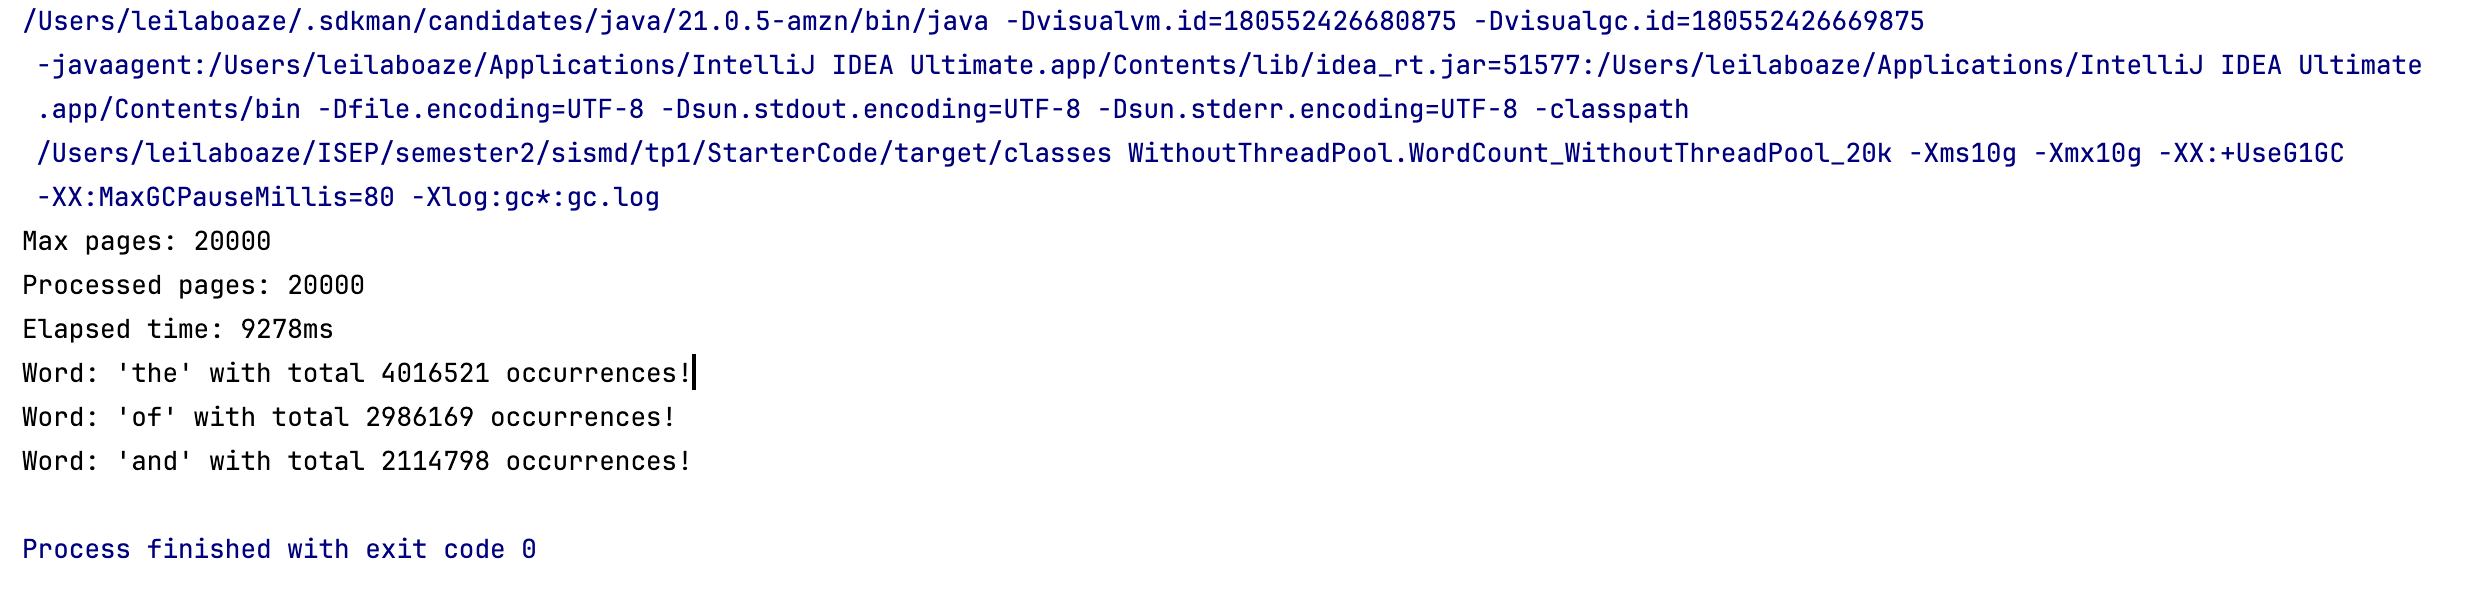 /Users/leilaboaze/.sdkman/candidates/java/21.0.5-amzn/bin/java -Dvisualvm.id=180552426680875 -Dvisualgc.id=180552426669875
-javaagent:/Users/leilaboaze/Applications/IntelliJ IDEA Ultimate.app/Contents/lib/idea_rt.jar=51577:/Users/leilaboaze/Applications/IntelliJ IDEA Ultimate
.app/Contents/bin -Dfile.encoding=UTF-8 -Dsun.stdout.encoding=UTF-8 -Dsun.stderr.encoding=UTF-8 -classpath
/Users/leilaboaze/ISEP/semester2/sismd/tp1/StarterCode/target/classes WithoutThreadPool.WordCount_WithoutThreadPool_20k -Xms10g -Xmx10g -XX:+UseG1GC
-XX:MaxGCPauseMillis=80 -Xlog:gc*:gc.log
Max pages: 20000
Processed pages: 20000
Elapsed time: 9278ms
Word: 'the' with total 4016521 occurrences!
Word: 'of' with total 2986169 occurrences!
Word: 'and' with total 2114798 occurrences!
Process finished with exit code 0